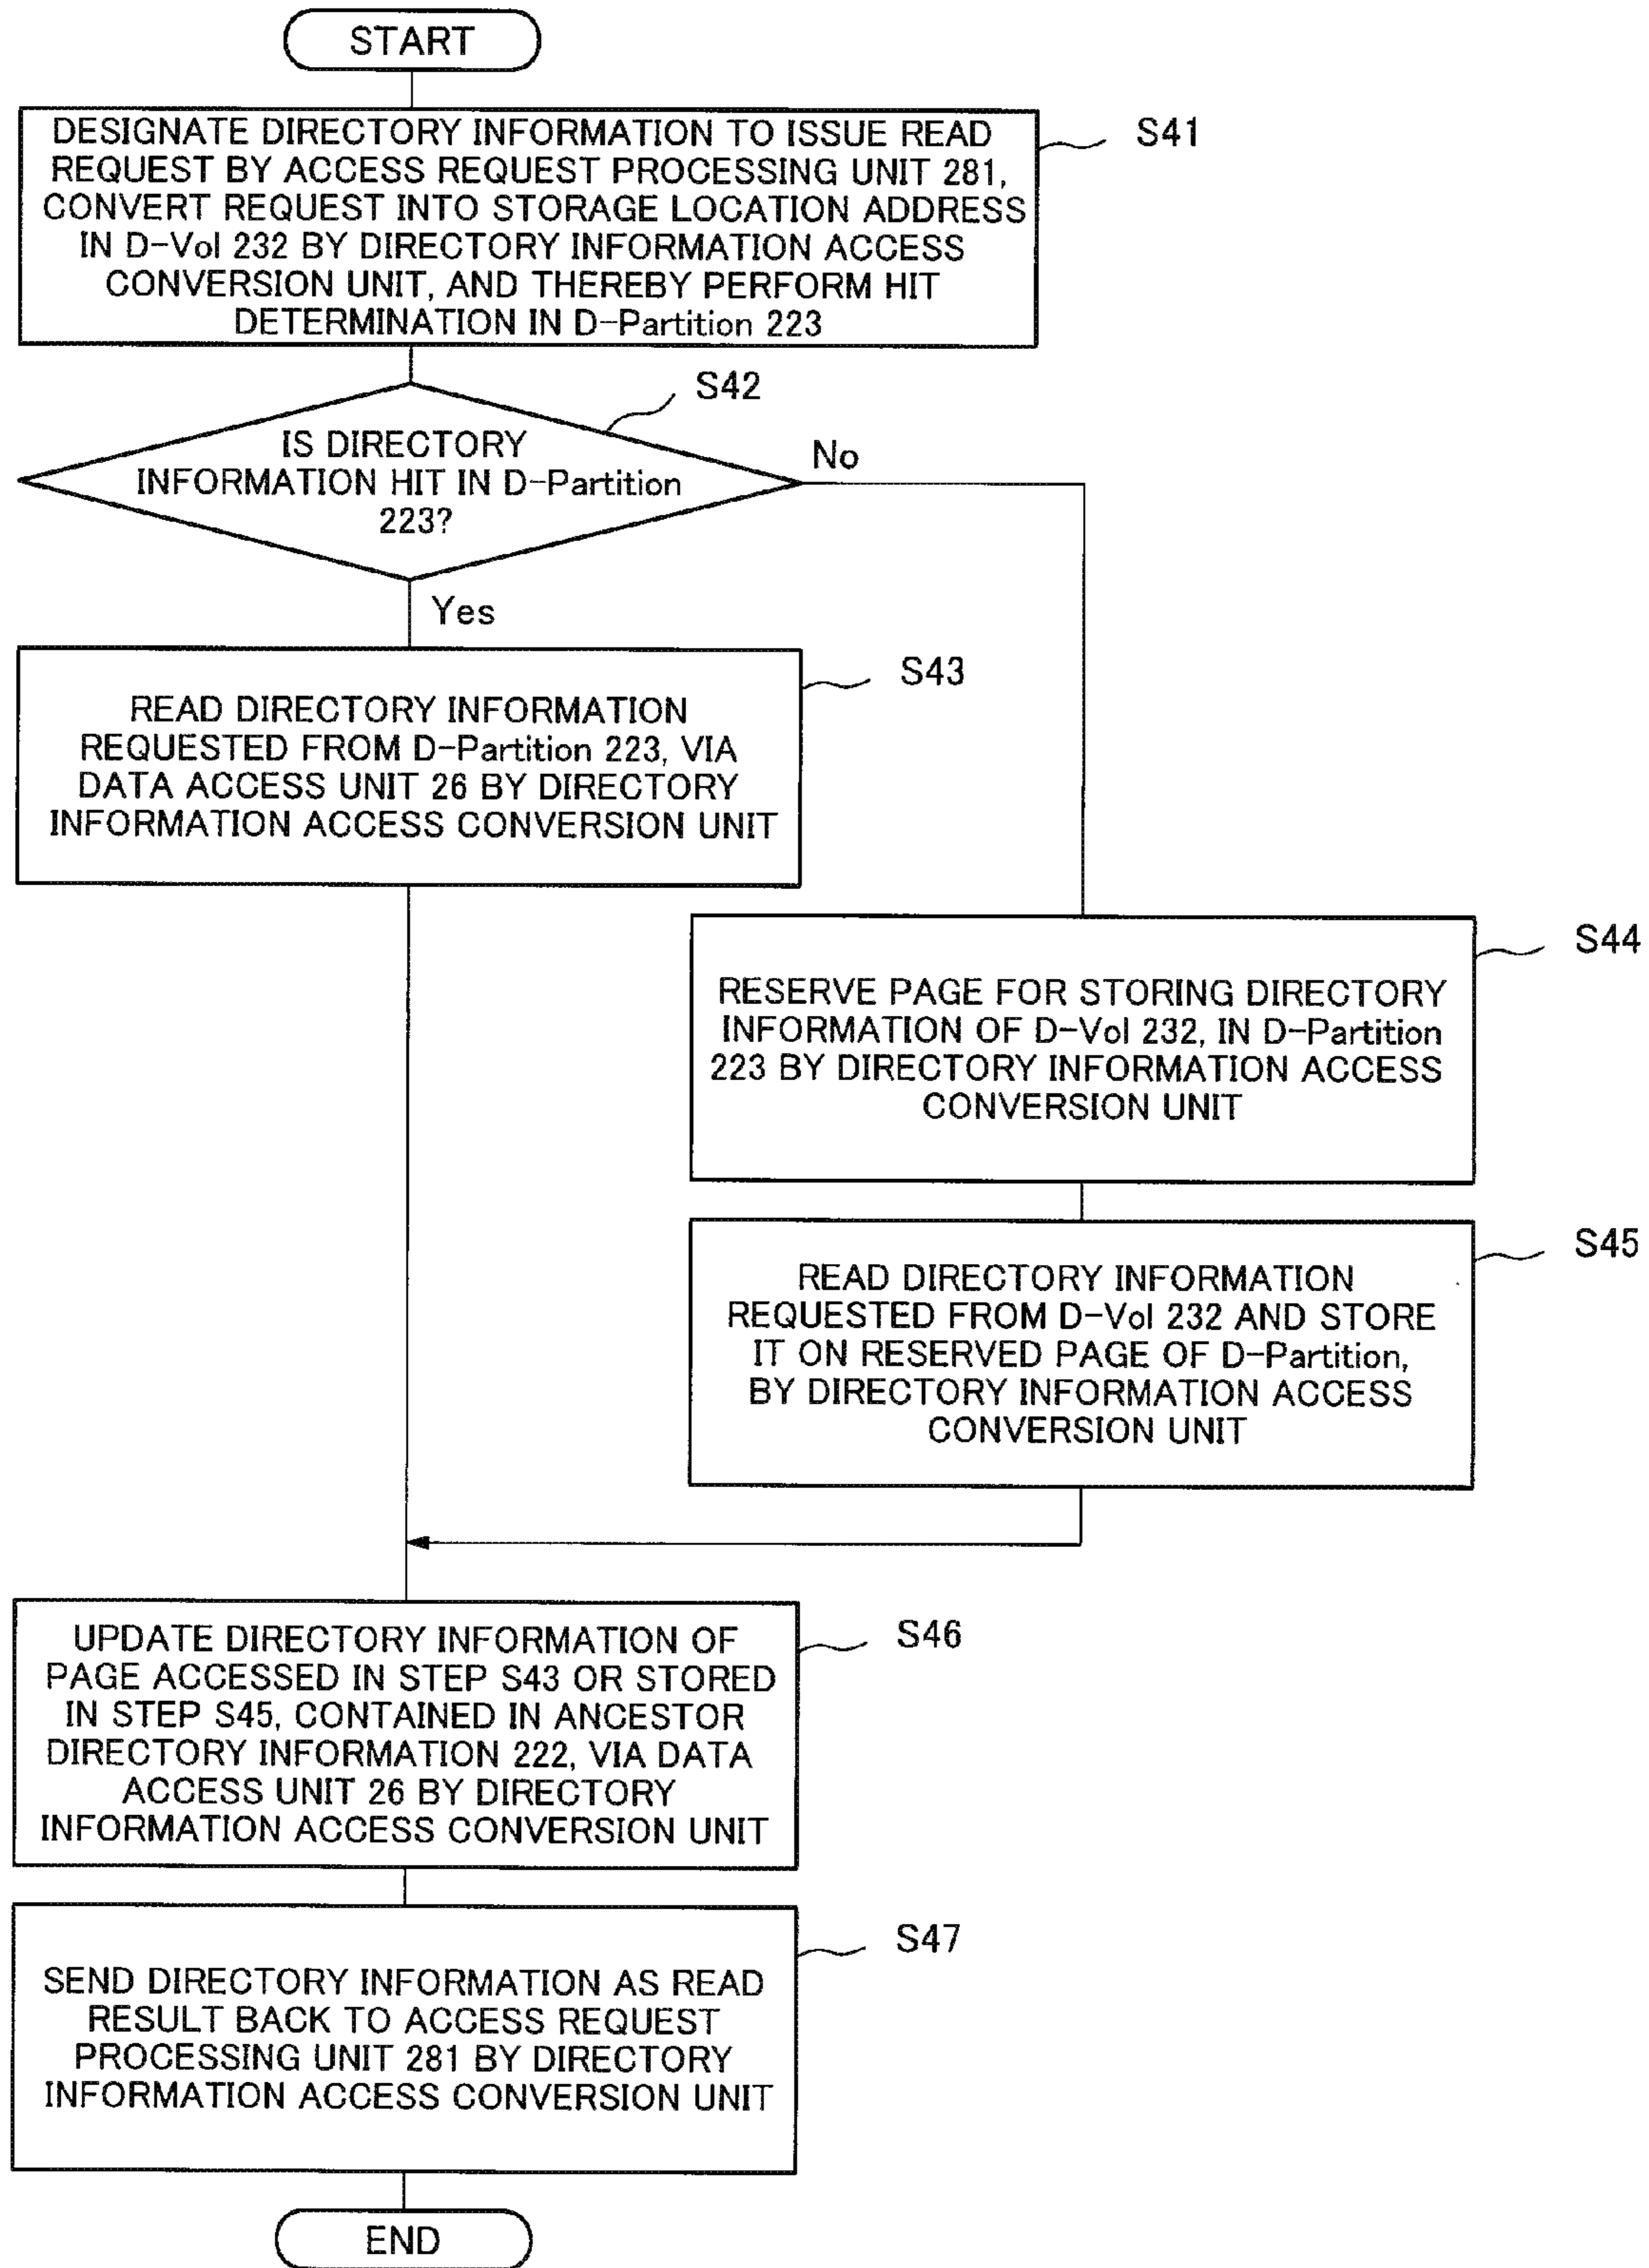 START
DESIGNATE DIRECTORY INFORMATION TO ISSUE READ
REQUEST BY ACCESS REQUEST PROCESSING UNIT 281,
CONVERT REQUEST INTO STORAGE LOCATION ADDRESS
IN D-Vol 232 BY DIRECTORY INFORMATION ACCESS
CONVERSION UNIT, AND THEREBY PERFORM HIT
DETERMINATION IN D-Partition 223
S41
S42
IS DIRECTORY
INFORMATION HIT IN D-Partition
223?
No
Yes
S43
READ DIRECTORY INFORMATION
REQUESTED FROM D-Partition 223, VIA
DATA ACCESS UNIT 26 BY DIRECTORY
INFORMATION ACCESS CONVERSION UNIT
S44
RESERVE PAGE FOR STORING DIRECTORY
INFORMATION OF D-Vol 232, IN D-Partition
223 BY DIRECTORY INFORMATION ACCESS
CONVERSION UNIT
S45
READ DIRECTORY INFORMATION
REQUESTED FROM D-Vol 232 AND STORE
IT ON RESERVED PAGE OF D-Partition,
BY DIRECTORY INFORMATION ACCESS
CONVERSION UNIT
S46
UPDATE DIRECTORY INFORMATION OF
PAGE ACCESSED IN STEP S43 OR STORED
IN STEP S45, CONTAINED IN ANCESTOR
DIRECTORY INFORMATION 222, VIA DATA
ACCESS UNIT 26 BY DIRECTORY
INFORMATION ACCESS CONVERSION UNIT
S47
SEND DIRECTORY INFORMATION AS READ
RESULT BACK TO ACCESS REQUEST
PROCESSING UNIT 281 BY DIRECTORY
INFORMATION ACCESS CONVERSION UNIT
END